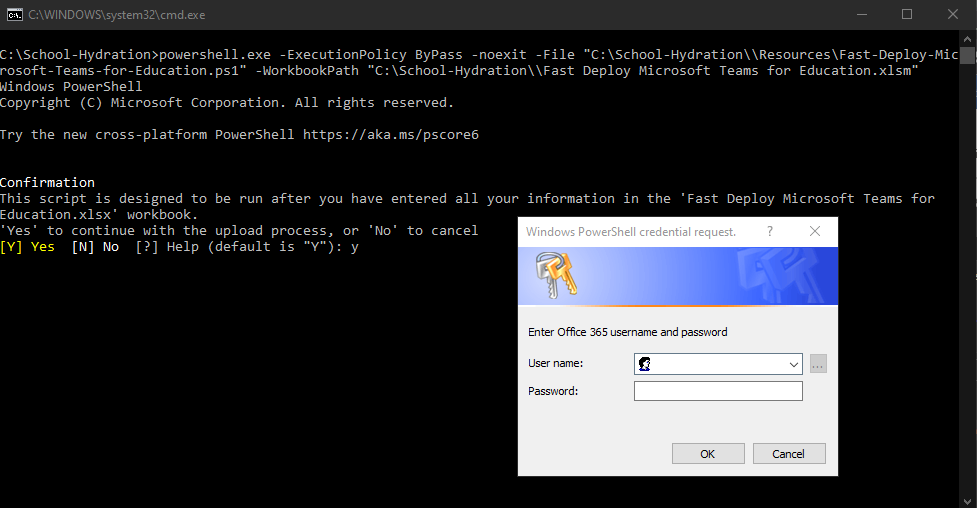 C:\WINDOWS\system32\cmd.exe
C:\School-Hydration>powershell.exe -ExecutionPolicy ByPass -noexit -File "C:\School-Hydration\\Resources\Fast-Deploy-Mic
rosoft-Teams-for-Education.ps1" -WorkbookPath "C:\School-Hydration\\Fast Deploy Microsoft Teams for Education.xlsm"
Windows PowerShell
Copyright (C) Microsoft Corporation. All rights reserved.
Try the new cross-platform PowerShell https://aka.ms/pscore6
Confirmation
This script is designed to be run after you have entered all your information in the 'Fast Deploy Microsoft Teams for
Education.xlsx' workbook.
'Yes' to continue with the upload process, or 'No' to cancel
[Y] Yes  [N] No  [?] Help (default is "Y"): y
Windows PowerShell credential request.
Enter Office 365 username and password
User name:
Password:
OK
Cancel